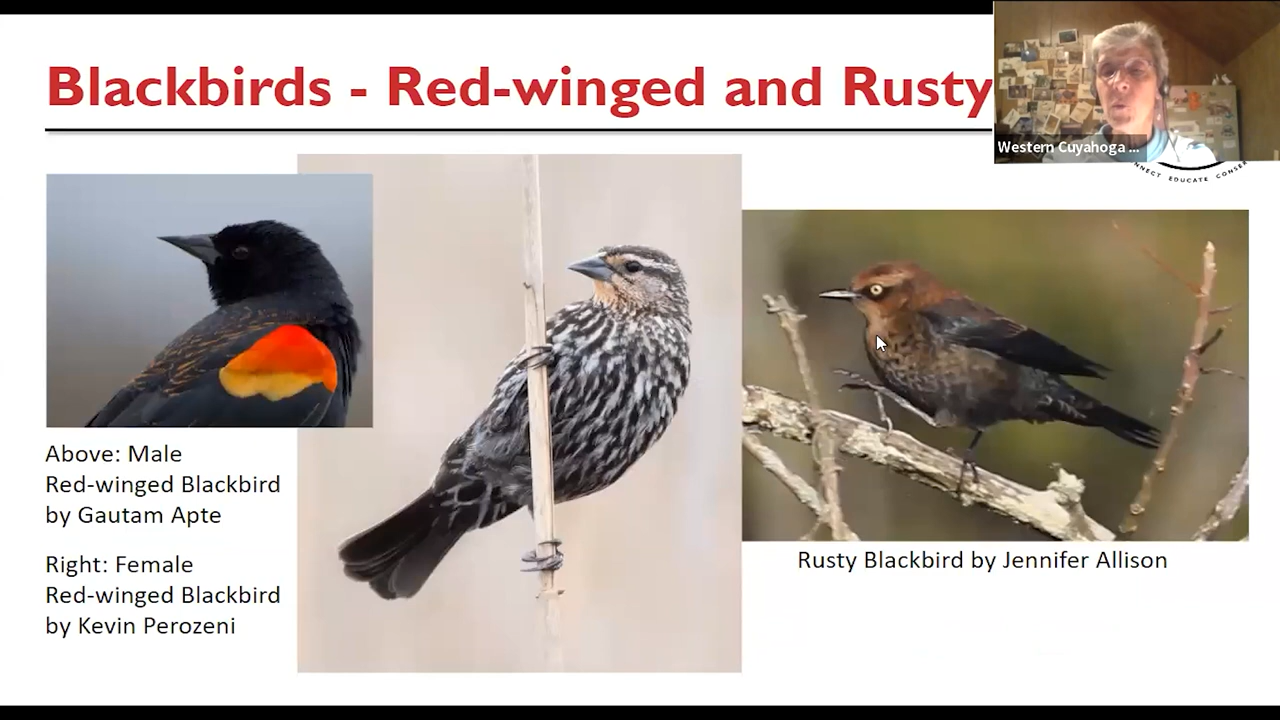 Blackbirds - Red-winged and Rusty
Western Cuyahoga ...
EDUCATE
Above: Male
Red-winged Blackbird
by Gautam Apte
Right: Female
Red-winged Blackbird
by Kevin Perozeni
Rusty Blackbird by Jennifer Allison